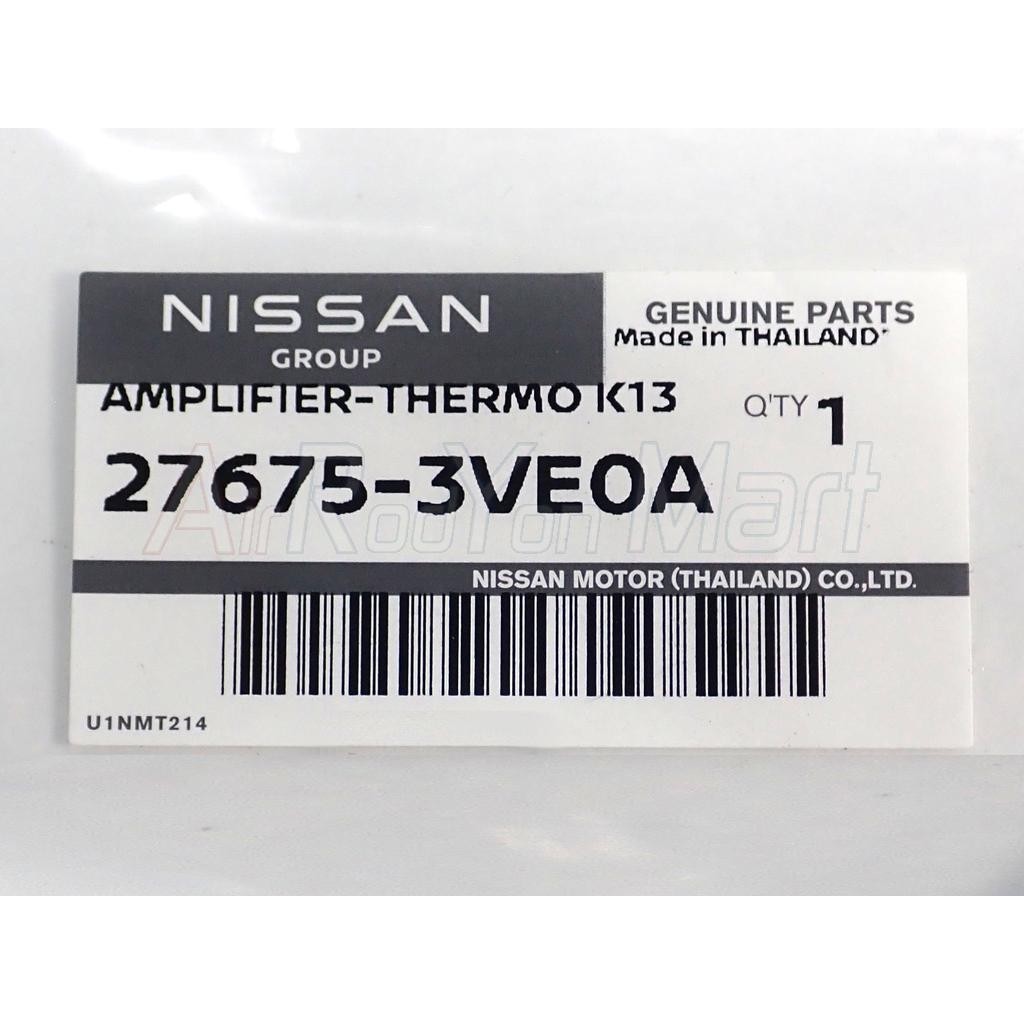 NISSAN
GROUP
GENUINE PARTS
Made in THAILAND
AMPLIFIER-THERMO K13
Q'TY 1
27675-3VE0A
AirRooYonMart
NISSAN MOTOR (THAILAND) CO.,LTD.
U1NMT214